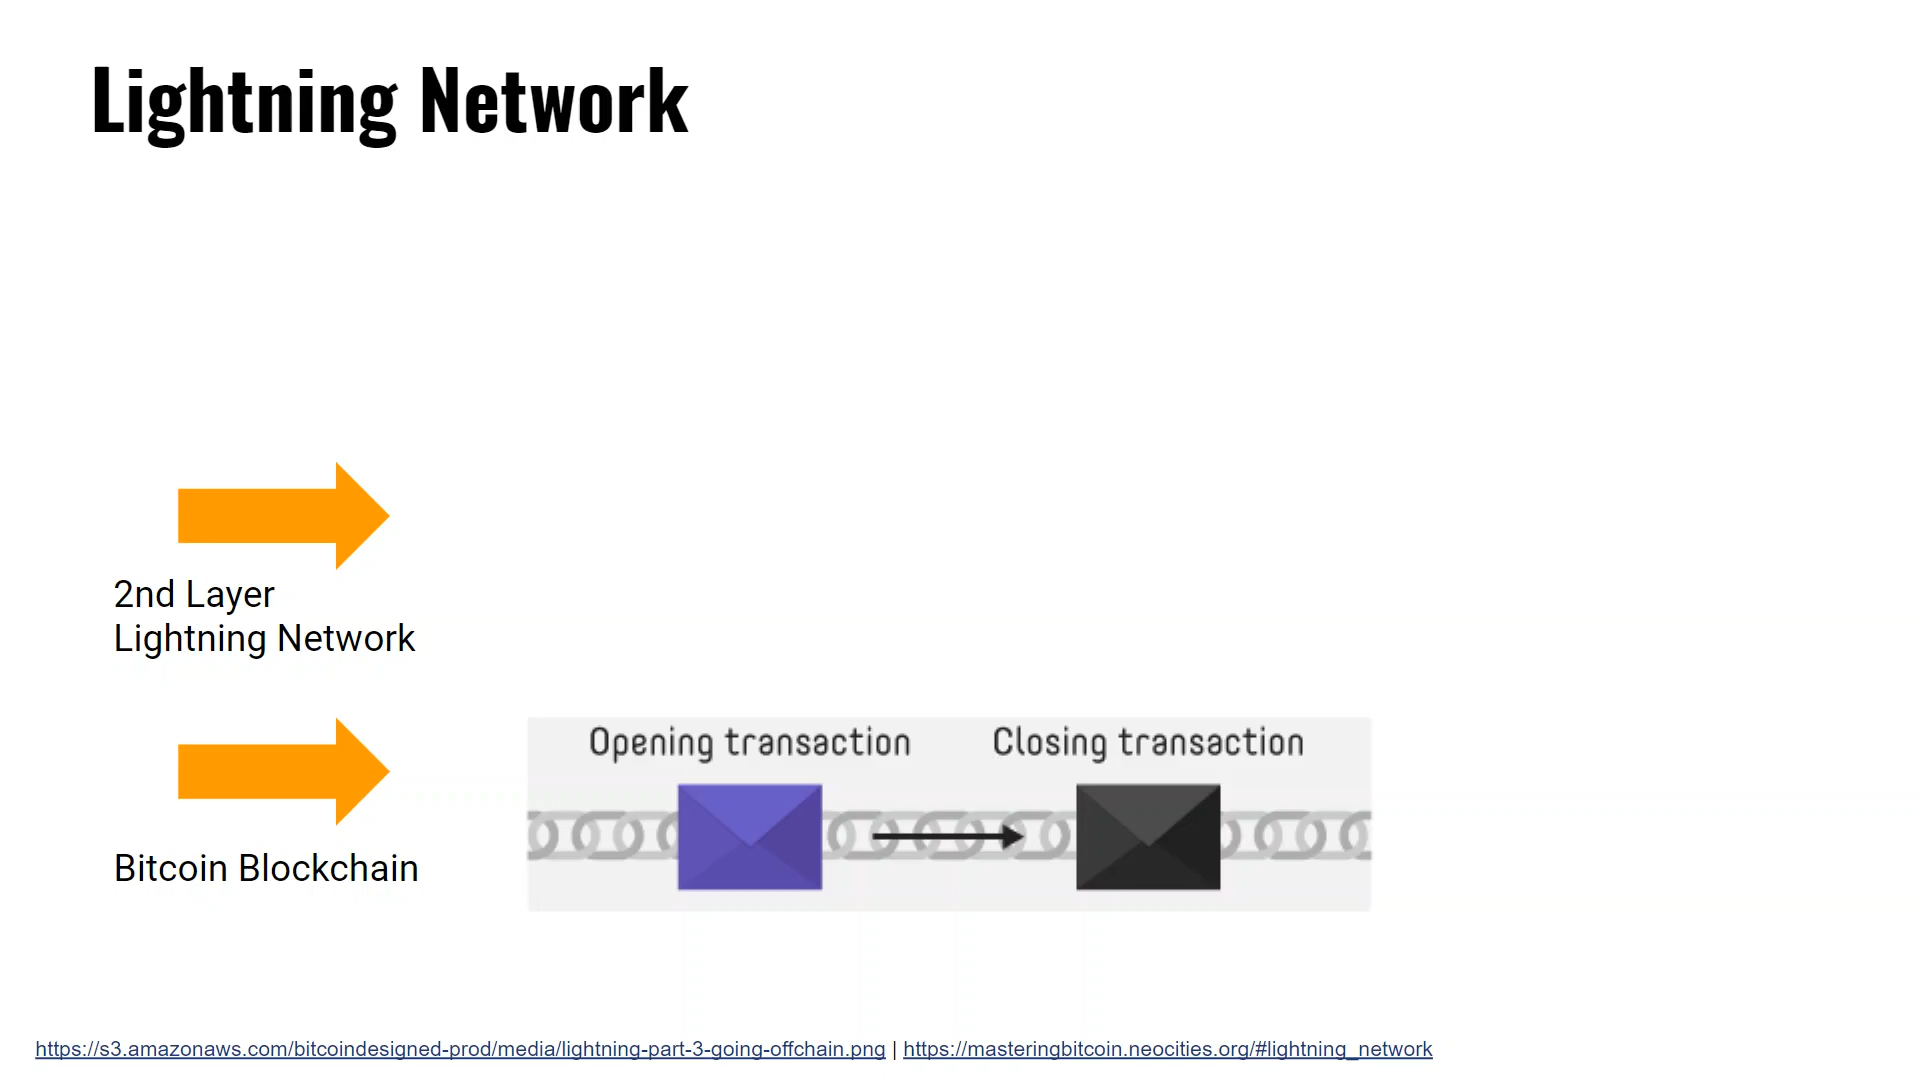 Lightning Network
2nd Layer
Lightning Network
Opening transaction
Closing transaction
Bitcoin Blockchain
https://s3.amazonaws.com/bitcoindesigned-prod/media/lightning-part-3-going-offchain.png | https://masteringbitcoin.neocities.org/#lightning_network